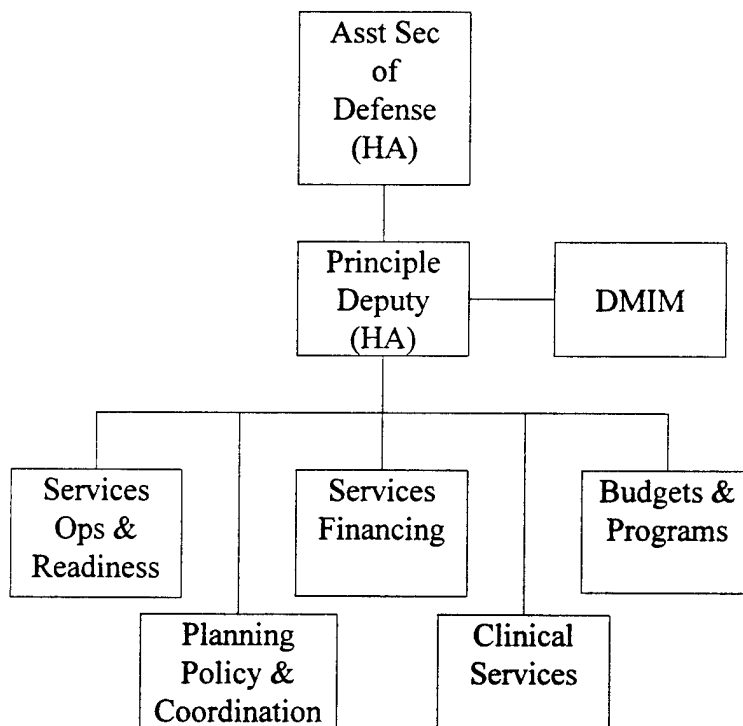 Asst Sec
of
Defense
(HA)
Principle
Deputy
(HA)
DMIM
Services
Ops &
Readiness
Services
Financing
Budgets &
Programs
Planning
Policy &
Coordination
Clinical
Services